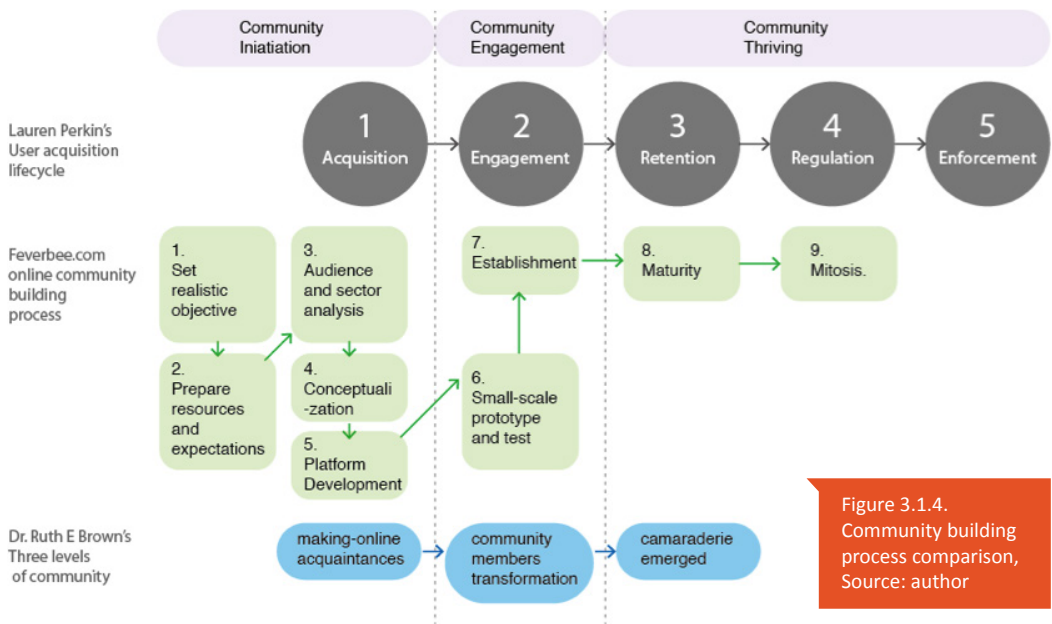 Community
Iniatiation
Community
Engagement
Community
Thriving
Lauren Perkin's
User acquisition
lifecycle
1
Acquisition
2
Engagement
3
Retention
4
Regulation
5
Enforcement
Feverbee.com
online community
building
process
1.
Set
realistic
objective
2.
Prepare
resources
and
expectations
3.
Audience
and sector
analysis
4.
Conceptuali
-zation
5.
Platform
Development
6.
Small-scale
prototype
and test
7.
Establishment
8.
Maturity
9.
Mitosis.
Dr. Ruth E Brown's
Three levels
of community
making-online
acquaintances
community
members
transformation
camaraderie
emerged
Figure 3.1.4.
Community building
process comparison,
Source: author